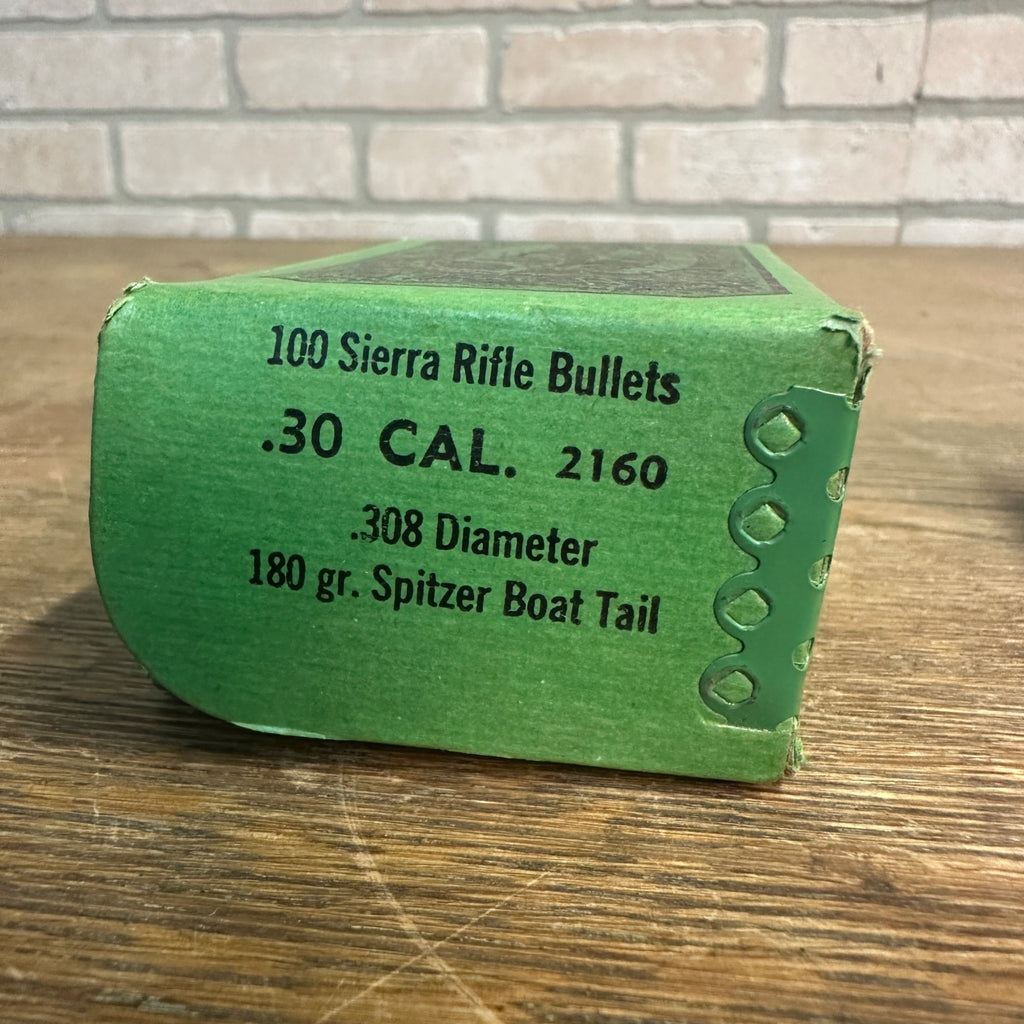 100 Sierra Rifle Bullets
.30 CAL. 2160
.308 Diameter
180 gr. Spitzer Boat Tail